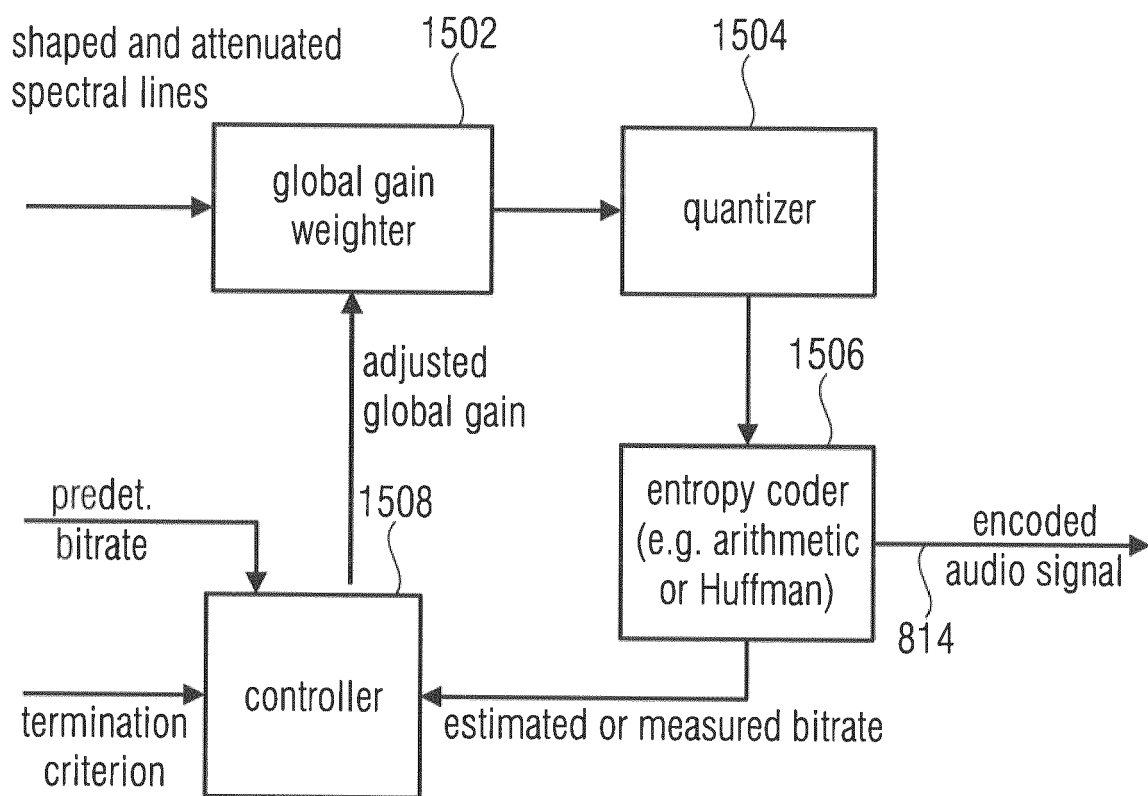 shaped and attenuated
spectral lines
1502
1504
global gain
weighter
quantizer
adjusted
global gain
1506
predet.
bitrate
1508
entropy coder
(e.g. arithmetic
or Huffman)
encoded
audio signal
814
controller
termination
criterion
estimated or measured bitrate